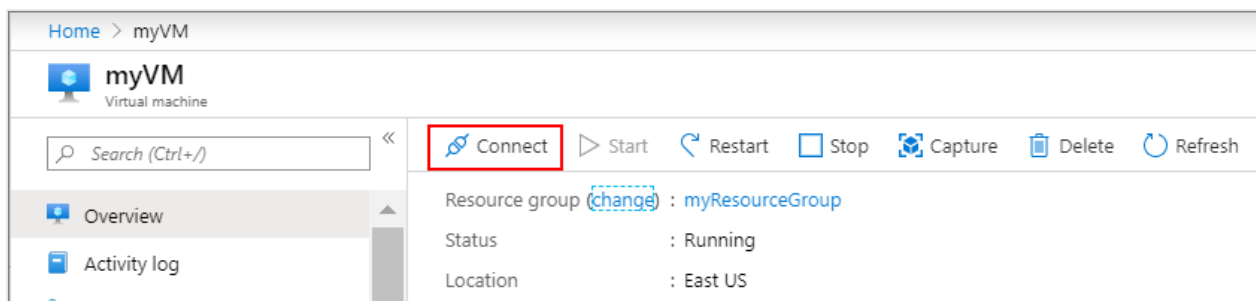 Home > myVM
myVM
Virtual machine
Search (Ctrl+/)
«
Connect Start Restart Stop Capture Delete Refresh
Overview
Activity log
Resource group (change) : myResourceGroup
Status : Running
Location : East US